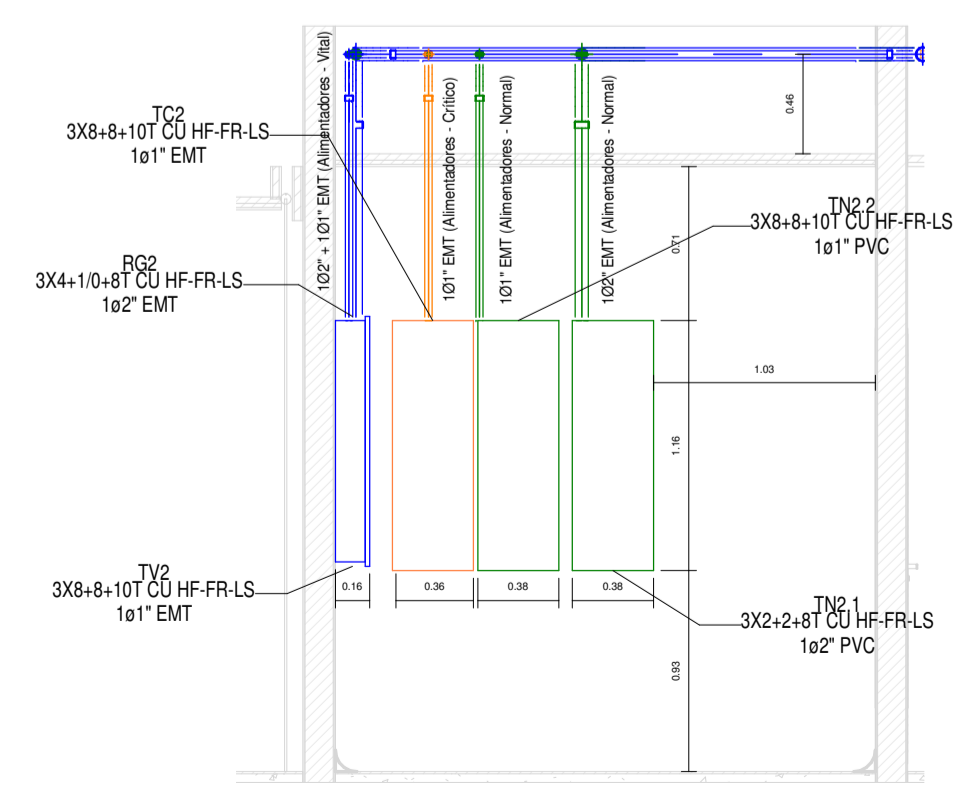 TC2
3X8+8+10T CU HF-FR-LS
1ø1" EMT
RG2
3X4+1/0+8T CU HF-FR-LS
1ø2" EMT
TV2
3X8+8+10T CU HF-FR-LS
1ø1" EMT
1Ø2" + 1Ø1" EMT (Alimentadores - Vital)
1Ø1" EMT (Alimentadores - Crítico)
1Ø1" EMT (Alimentadores - Normal)
1Ø2" EMT (Alimentadores - Normal)
0.46
TN2.2
3X8+8+10T CU HF-FR-LS
1ø1" PVC
0.71
1.03
1.16
0.16
0.36
0.38
0.38
TN2.1
3X2+2+8T CU HF-FR-LS
1ø2" PVC
0.93